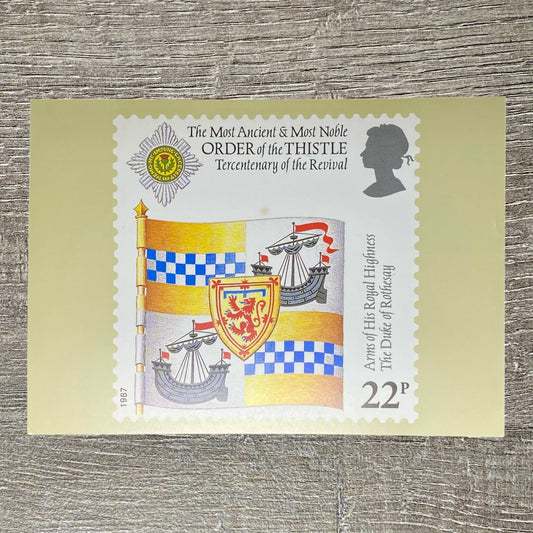 The Most Ancient & Most Noble
ORDER of the THISTLE
Tercentenary of the Revival
Arms of His Royal Highness
The Duke of Rothesay
22P
1987